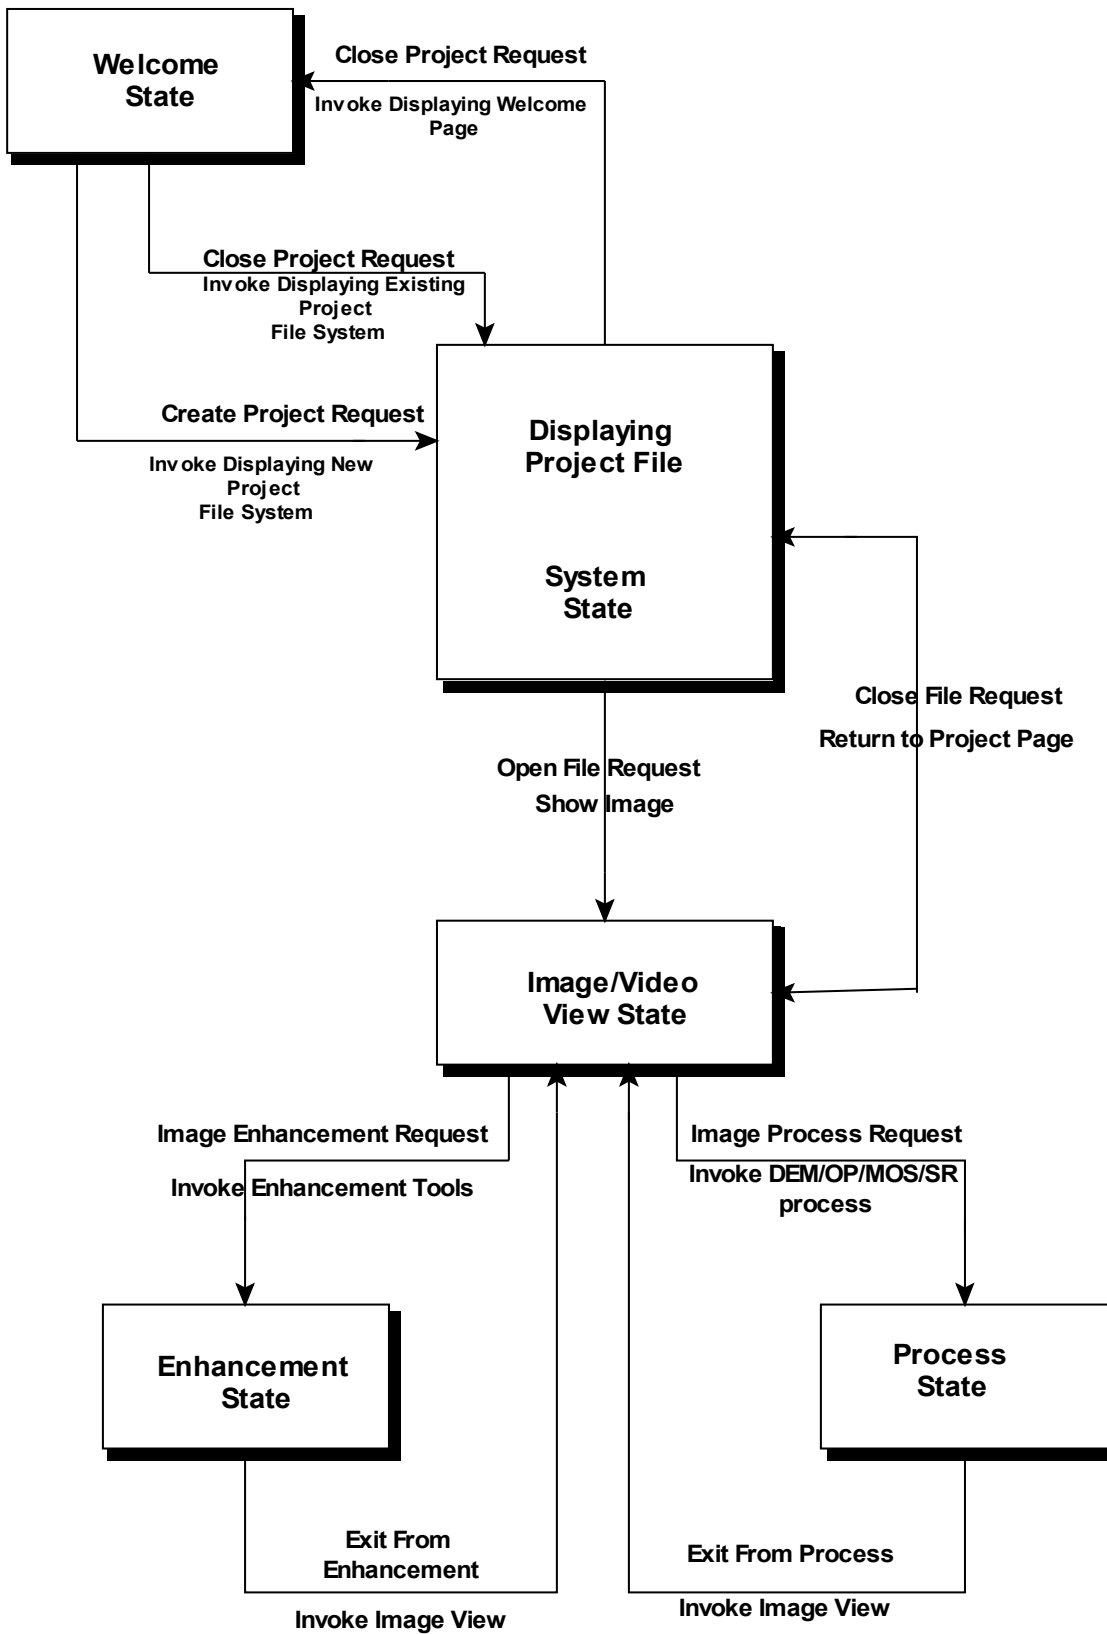 Welcome
State
Close Project Request
Invoke Displaying Welcome
Page
Close Project Request
Invoke Displaying Existing
Project
File System
Create Project Request
Invoke Displaying New
Project
File System
Displaying
Project File
System
State
Close File Request
Return to Project Page
Open File Request
Show Image
Image/Video
View State
Image Enhancement Request
Invoke Enhancement Tools
Image Process Request
Invoke DEM/OP/MOS/SR
process
Enhancement
State
Process
State
Exit From
Enhancement
Invoke Image View
Exit From Process
Invoke Image View